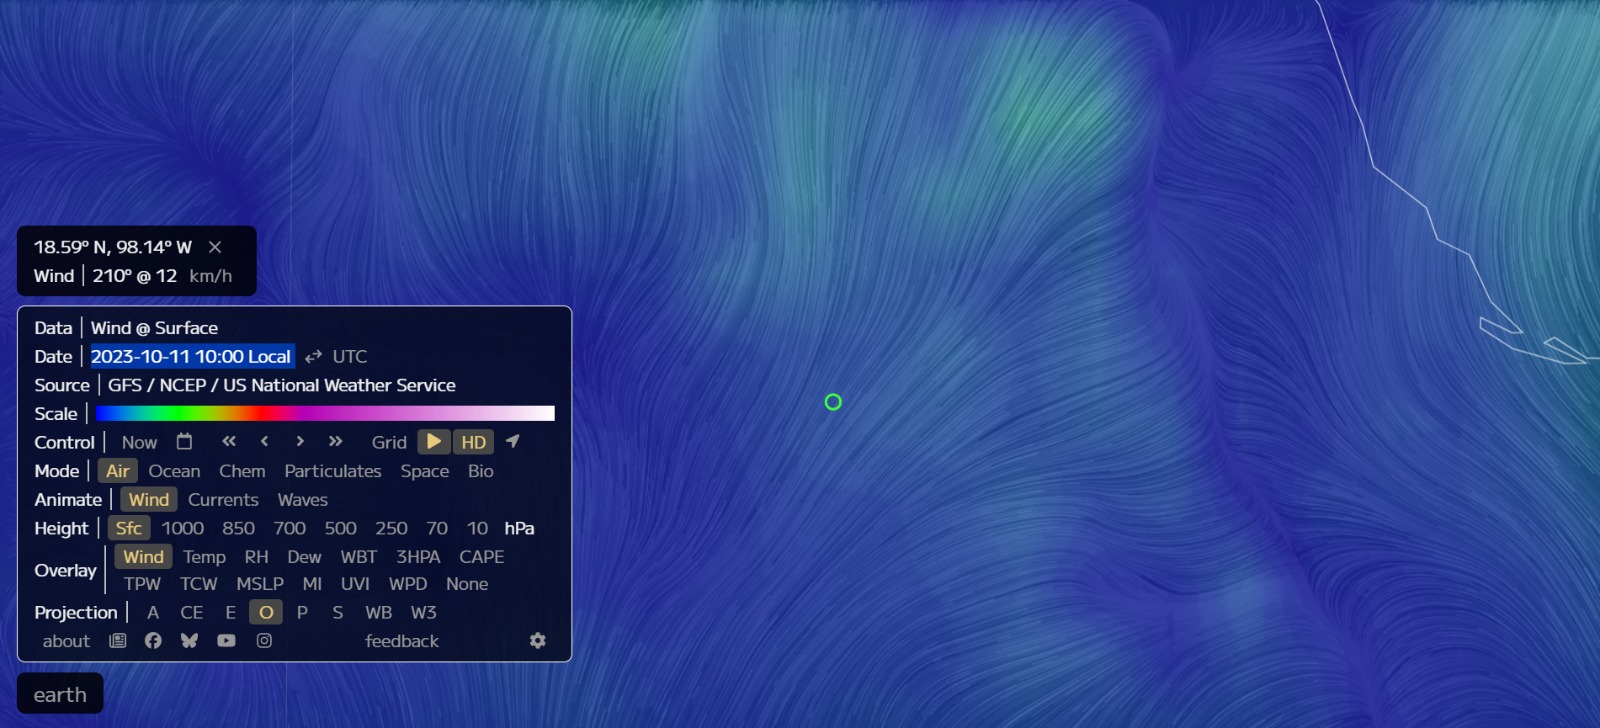 18.59° N, 98.14° W ×
Wind | 210° @ 12 km/h
Data | Wind @ Surface
Date | 2023-10-11 10:00 Local ⇄ UTC
Source | GFS / NCEP / US National Weather Service
Scale |
Control | Now « ‹ › » Grid ▶ HD
Mode | Air Ocean Chem Particulates Space Bio
Animate | Wind Currents Waves
Height | Sfc 1000 850 700 500 250 70 10 hPa
Overlay | Wind Temp RH Dew WBT 3HPA CAPE
TPW TCW MSLP MI UVI WPD None
Projection | A CE E O P S WB W3
about feedback
earth